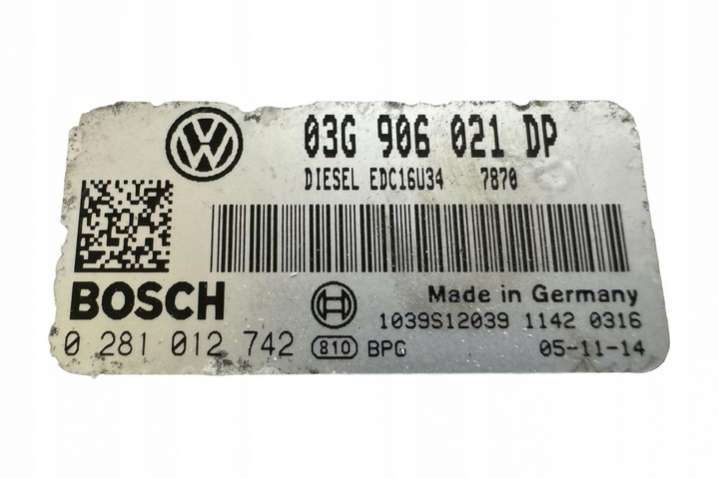 03G 906 021 DP
DIESEL EDC16U34 7870
BOSCH
Made in Germany
1039S12039 1142 0316
0 281 012 742
810 BPG 05-11-14